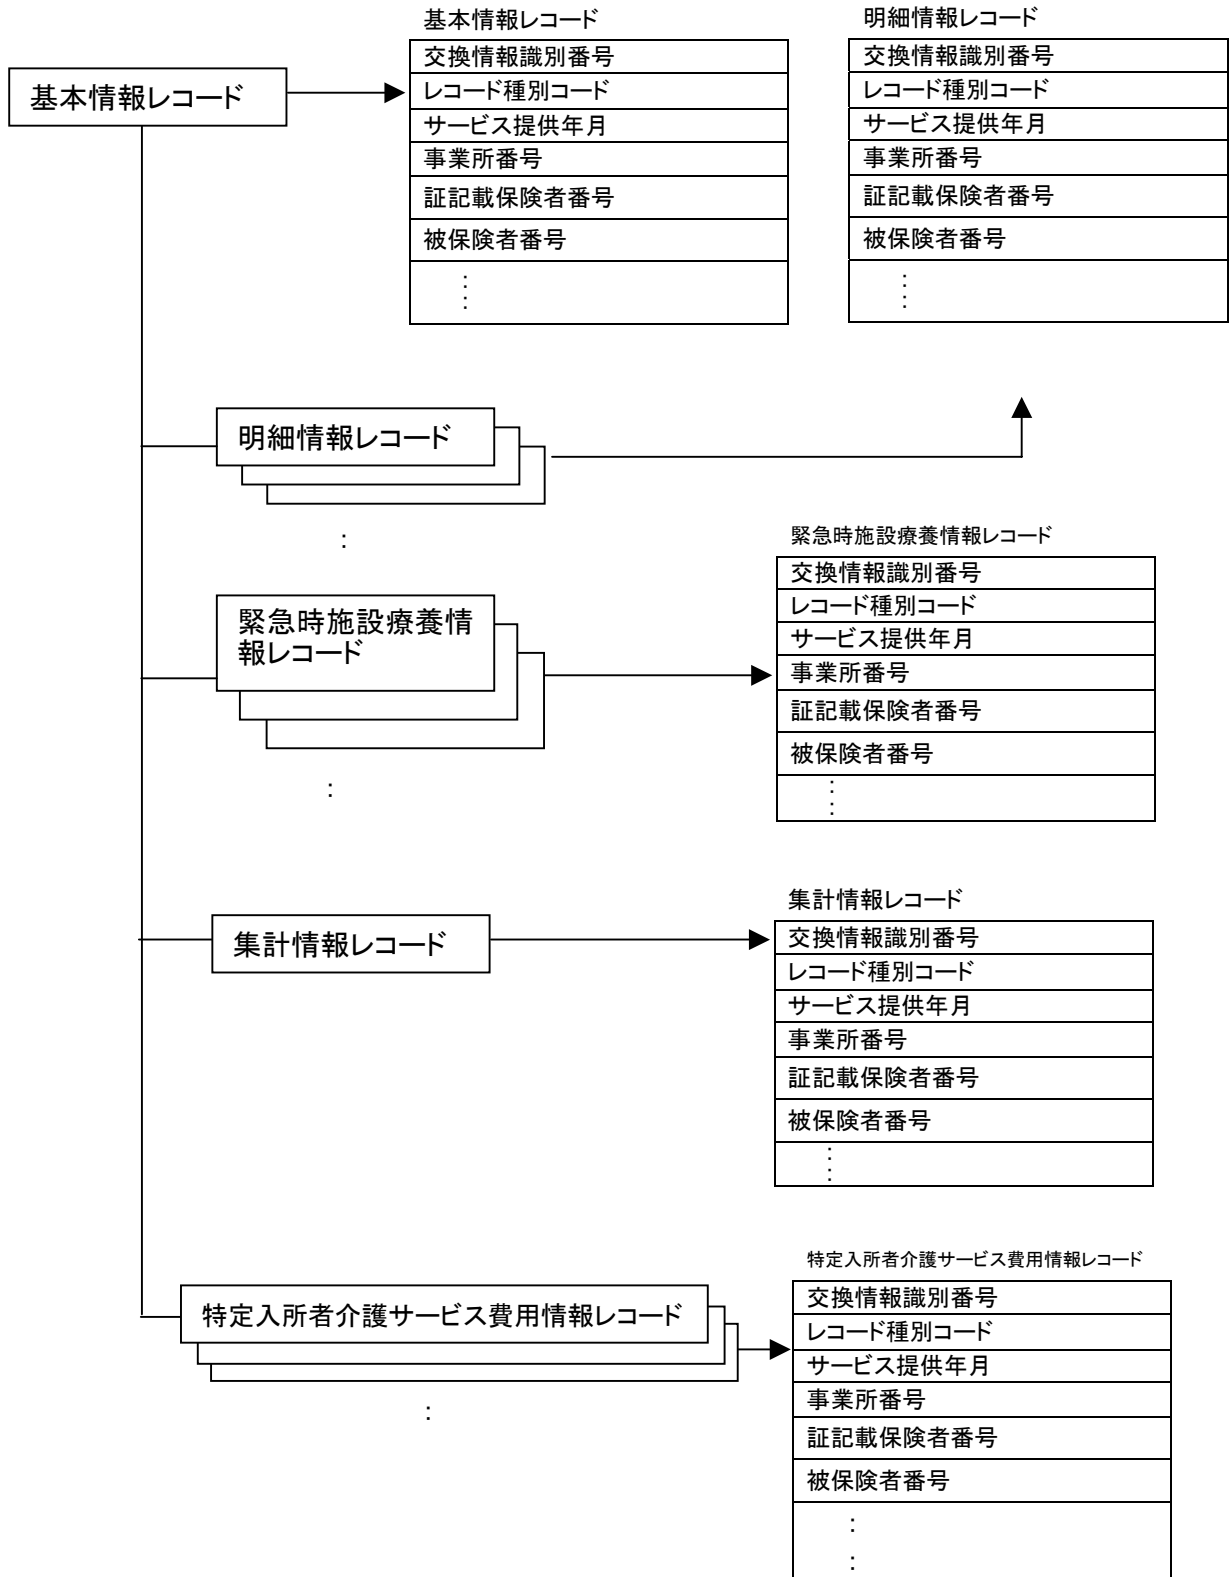 基本情報レコード
交換情報識別番号
レコード種別コード
サービス提供年月
事業所番号
証記載保険者番号
被保険者番号
:
:
明細情報レコード
交換情報識別番号
レコード種別コード
サービス提供年月
事業所番号
証記載保険者番号
被保険者番号
:
:
基本情報レコード
明細情報レコード
:
緊急時施設療養情
報レコード
:
緊急時施設療養情報レコード
交換情報識別番号
レコード種別コード
サービス提供年月
事業所番号
証記載保険者番号
被保険者番号
:
:
集計情報レコード
集計情報レコード
交換情報識別番号
レコード種別コード
サービス提供年月
事業所番号
証記載保険者番号
被保険者番号
:
:
特定入所者介護サービス費用情報レコード
:
特定入所者介護サービス費用情報レコード
交換情報識別番号
レコード種別コード
サービス提供年月
事業所番号
証記載保険者番号
被保険者番号
:
: